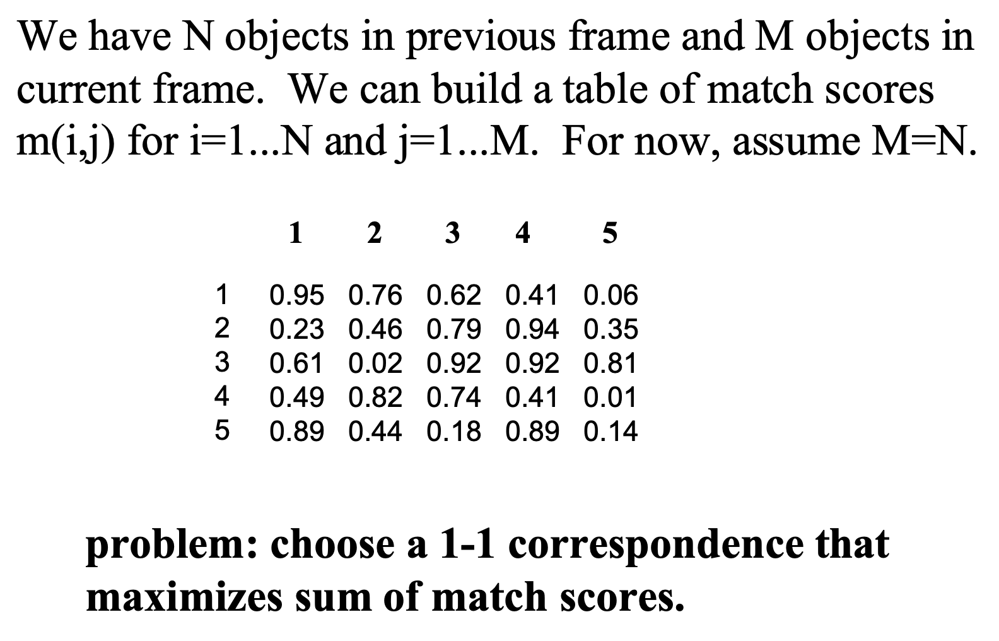 We have N objects in previous frame and M objects in
current frame.  We can build a table of match scores
m(i,j) for i=1...N and j=1...M.  For now, assume M=N.
1 2 3 4 5
1 0.95 0.76 0.62 0.41 0.06
2 0.23 0.46 0.79 0.94 0.35
3 0.61 0.02 0.92 0.92 0.81
4 0.49 0.82 0.74 0.41 0.01
5 0.89 0.44 0.18 0.89 0.14
problem: choose a 1-1 correspondence that
maximizes sum of match scores.